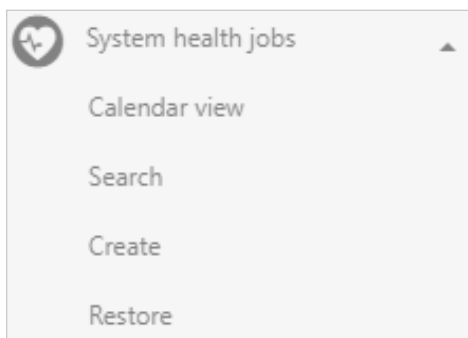 System health jobs
Calendar view
Search
Create
Restore